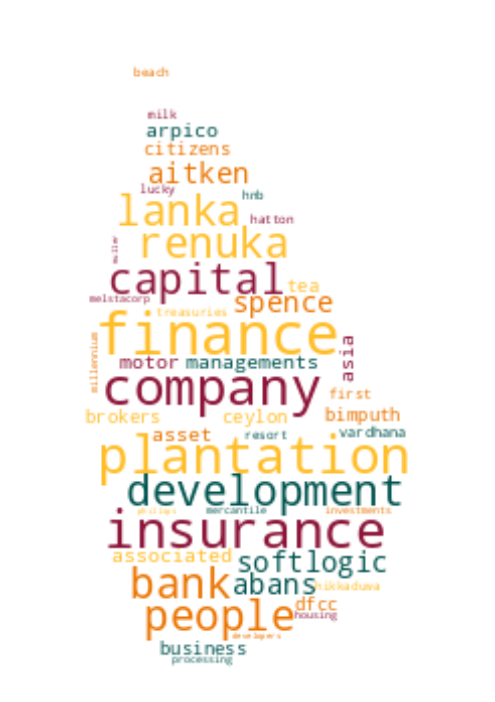 beach
milk
arpico
citizens
aitken
lucky hnb
lanka hatton
renuka
muller
capital tea
melstacorp spence
treasuries
finance
millennium
motor managements asia
company first
brokers ceylon bimputh
asset resort vardhana
plantation
development
phillips mercantile investments
insurance
associated softlogic
bank abans hikkaduwa
people dfcc
housing
developers
business
processing